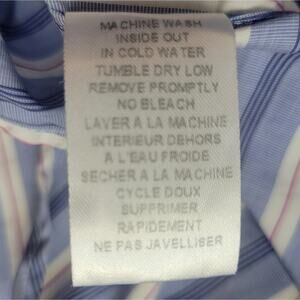 MACHINE WASH
INSIDE OUT
IN COLD WATER
TUMBLE DRY LOW
REMOVE PROMPTLY
NO BLEACH
LAVER A LA MACHINE
INTERIEUR DEHORS
A L'EAU FROIDE
SECHER A LA MACHINE
CYCLE DOUX
SUPPRIMER
RAPIDEMENT
NE PAS JAVELLISER